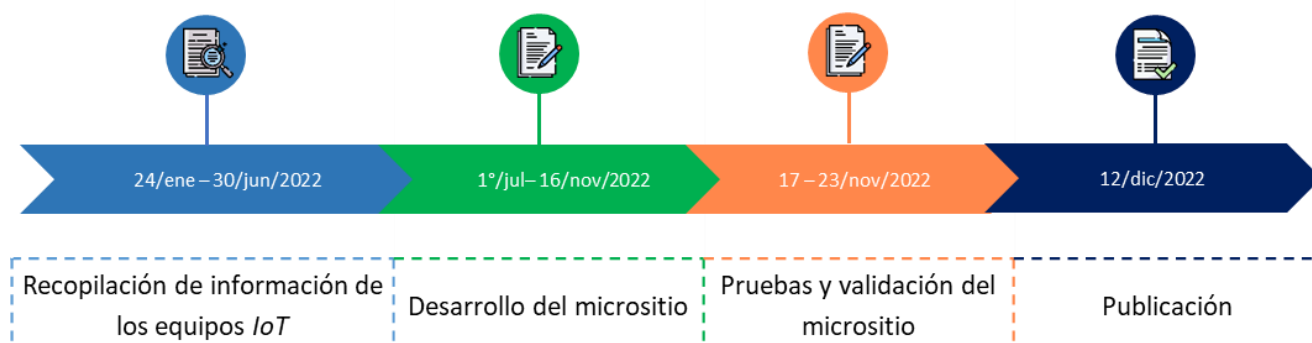 24/ene – 30/jun/2022
1°/jul– 16/nov/2022
17 – 23/nov/2022
12/dic/2022
Recopilación de información de
los equipos IoT
Desarrollo del micrositio
Pruebas y validación del
micrositio
Publicación